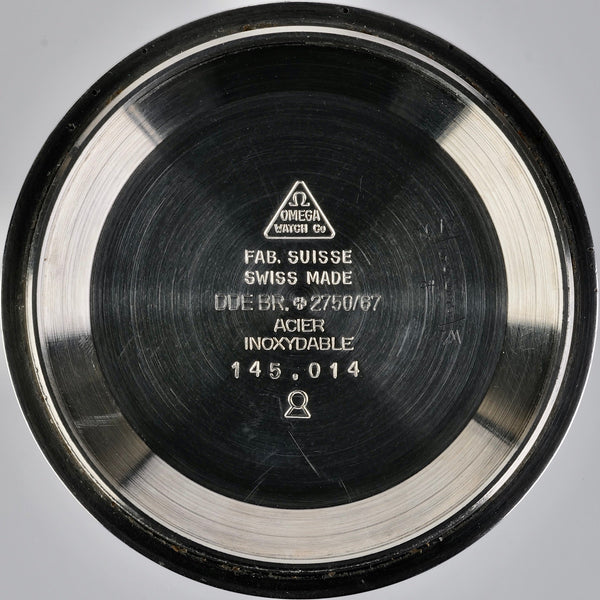 Ω
OMEGA
WATCH Co
FAB. SUISSE
SWISS MADE
DDE BR. 2750/67
ACIER
INOXYDABLE
145.014